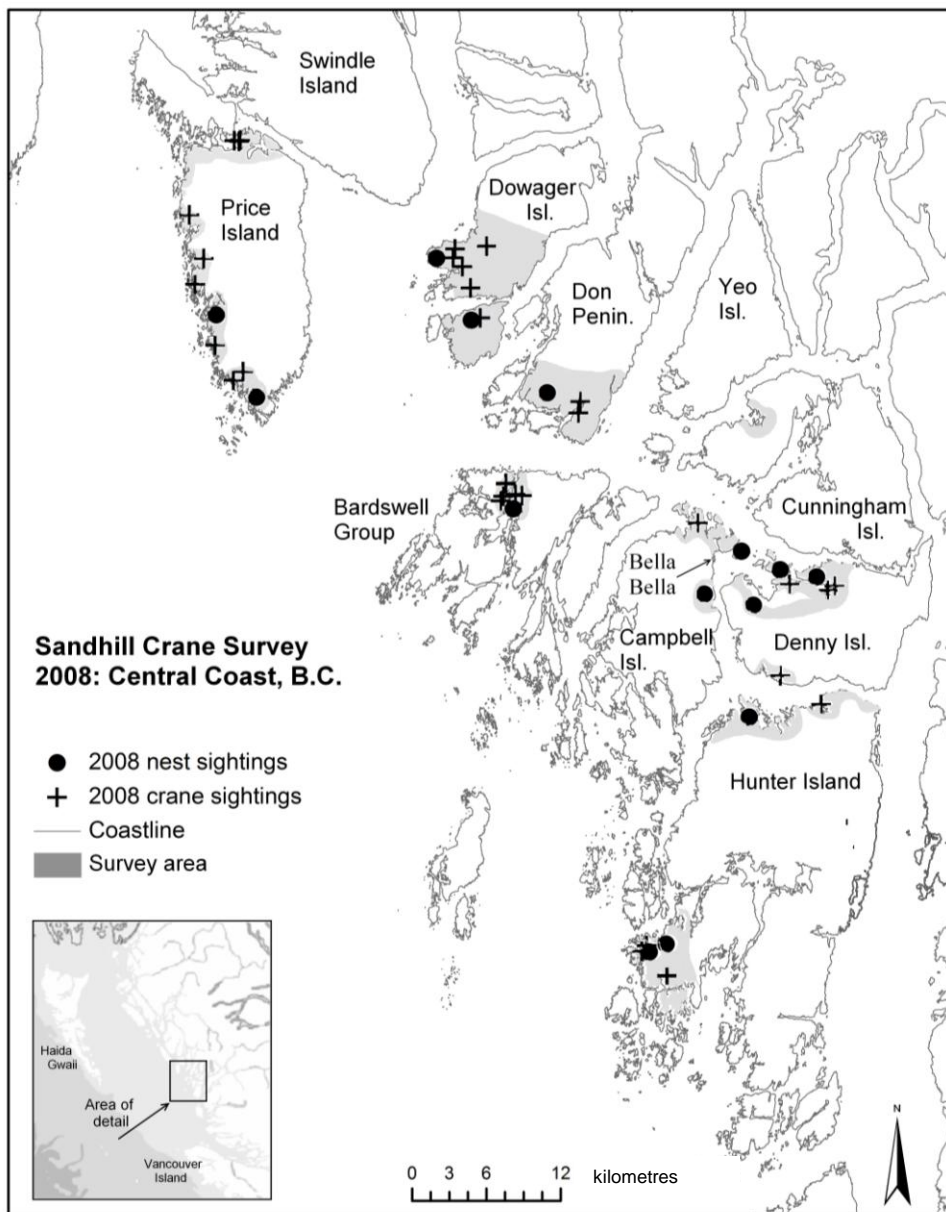 Swindle
Island
Price
Island
Dowager
Isl.
Don
Penin.
Yeo
Isl.
Bardswell
Group
Cunningham
Isl.
Bella
Bella
Campbell
Isl.
Denny Isl.
Hunter Island
Sandhill Crane Survey
2008: Central Coast, B.C.
2008 nest sightings
2008 crane sightings
Coastline
Survey area
Haida
Gwaii
Area of
detail
Vancouver
Island
0 3 6 12 kilometres
N